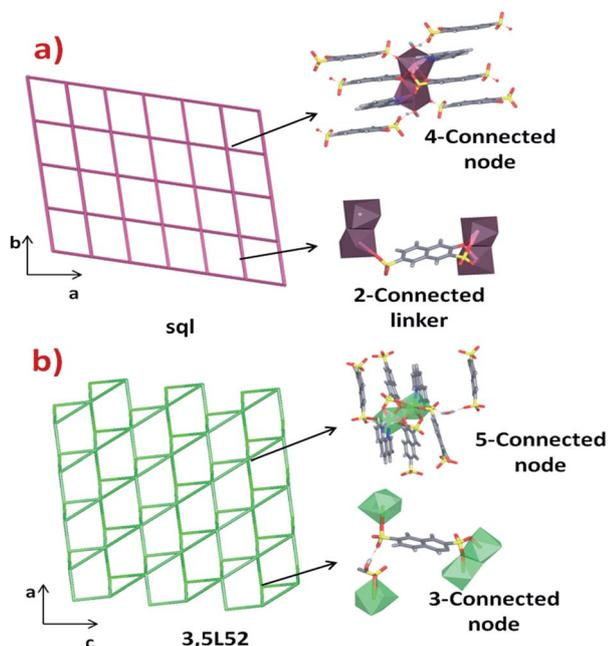 a)
4-Connected
node
b
a
2-Connected
linker
sql
b)
5-Connected
node
3-Connected
node
a
c
3,5L52